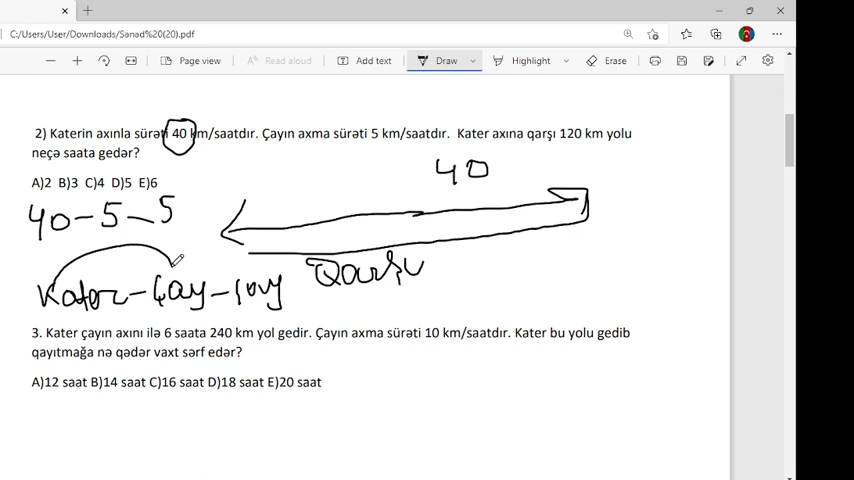 C:/Users/User/Downloads/Sənəd%20(20).pdf
Page view
Read aloud
Add text
Draw
Highlight
Erase
2) Katerin axınla sürəti 40 km/saatdır. Çayın axma sürəti 5 km/saatdır. Kater axına qarşı 120 km yolu
neçə saata gedər?
40
A)2 B)3 C)4 D)5 E)6
40-5-5
Qarşı
Kater-Çay-çay
3. Kater çayın axını ilə 6 saata 240 km yol gedir. Çayın axma sürəti 10 km/saatdır. Kater bu yolu gedib
qayıtmağa nə qədər vaxt sərf edər?
A)12 saat B)14 saat C)16 saat D)18 saat E)20 saat